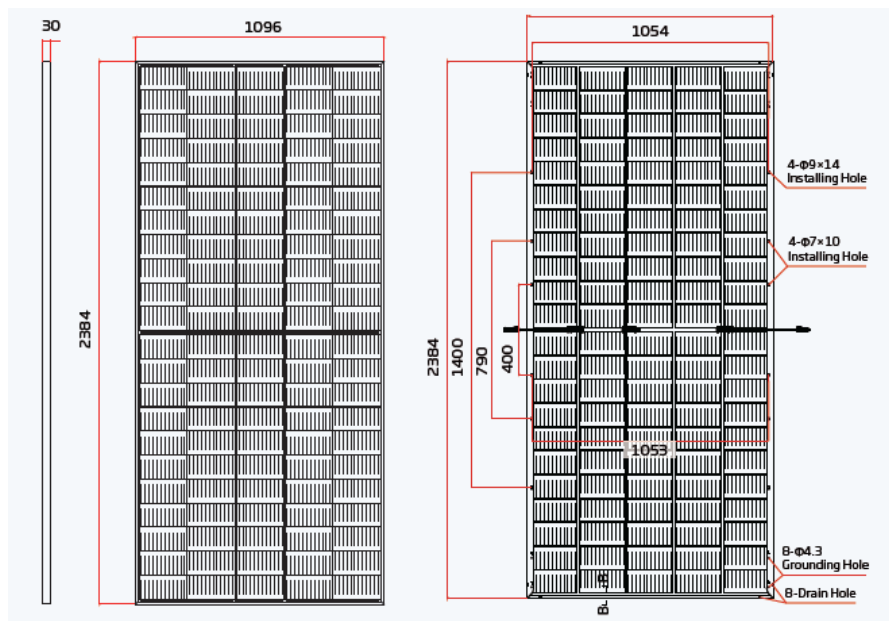 30
1096
2384
1054
2384
1400
790
400
1053
4-Φ9×14
Installing Hole
4-Φ7×10
Installing Hole
8-Φ4.3
Grounding Hole
8-Drain Hole